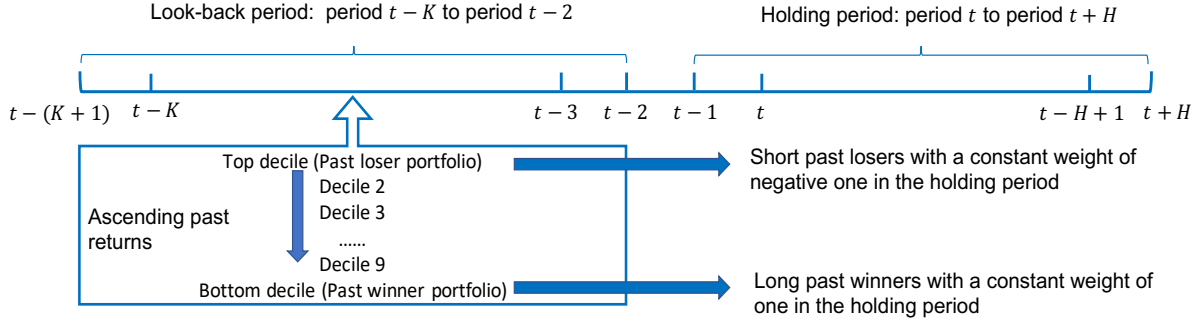 Look-back period: period t − K to period t − 2
Holding period: period t to period t + H
t − (K + 1)
t − K
t − 3
t − 2
t − 1
t
t − H + 1
t + H
Top decile (Past loser portfolio)
Decile 2
Decile 3
......
Decile 9
Bottom decile (Past winner portfolio)
Ascending past
returns
Short past losers with a constant weight of
negative one in the holding period
Long past winners with a constant weight of
one in the holding period